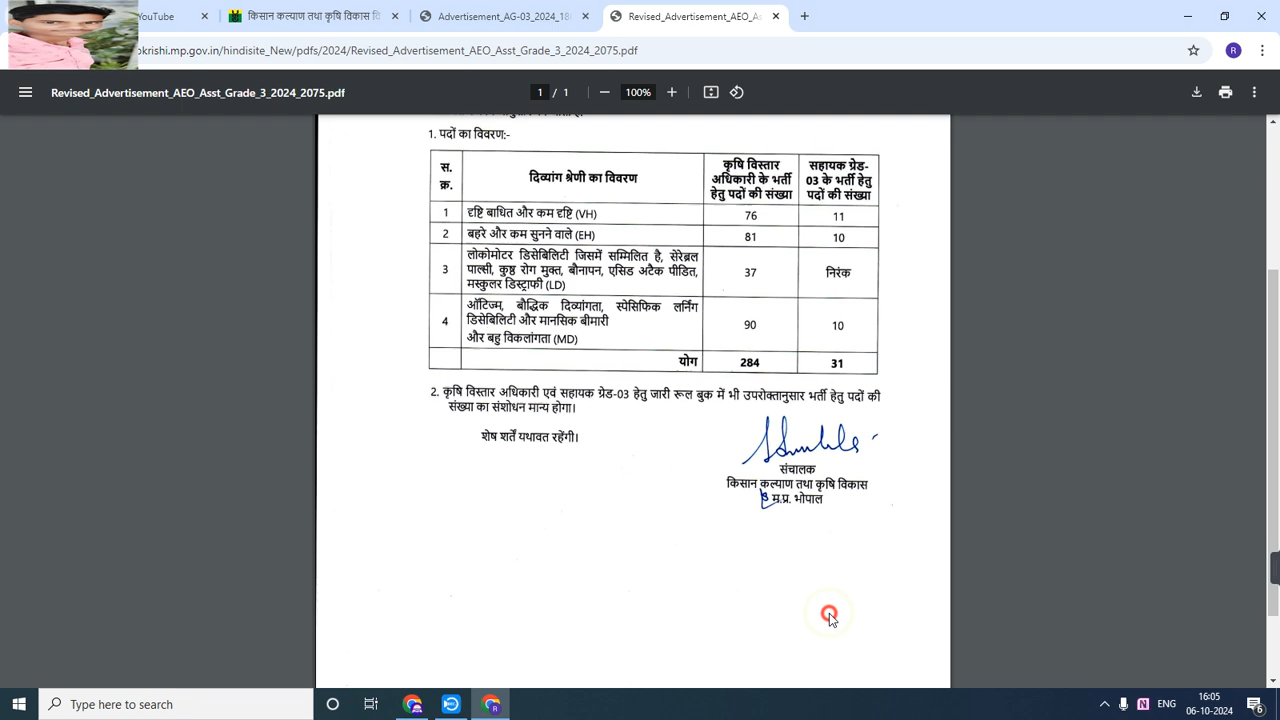 YouTube
किसान कल्याण तथा कृषि विकास वि
Advertisement_AG-03_2024_10_
Revised_Advertisement_AEO_Ass
okrishi.mp.gov.in/hindisite_New/pdfs/2024/Revised_Advertisement_AEO_Asst_Grade_3_2024_2075.pdf
R
Revised_Advertisement_AEO_Asst_Grade_3_2024_2075.pdf
1 / 1
100%
1. पदों का विवरण:-
स. क्र.
दिव्यांग श्रेणी का विवरण
कृषि विस्तार अधिकारी के भर्ती हेतु पदों की संख्या
सहायक ग्रेड-03 के भर्ती हेतु पदों की संख्या
1 दृष्टि बाधित और कम दृष्टि (VH) 76 11
2 बहरे और कम सुनने वाले (EH) 81 10
लोकोमोटर डिसेबिलिटी जिसमें सम्मिलित है, सेरेब्रल
3 पाल्सी, कुष्ठ रोग मुक्त, बौनापन, एसिड अटैक पीडित, 37 निरंक
मस्कुलर डिस्ट्राफी (LD)
ऑटिज्म, बौद्धिक दिव्यांगता, स्पेसिफिक लर्निंग
4 डिसेबिलिटी और मानसिक बीमारी 90 10
और बहु विकलांगता (MD)
योग 284 31
2. कृषि विस्तार अधिकारी एवं सहायक ग्रेड-03 हेतु जारी रूल बुक में भी उपरोक्तानुसार भर्ती हेतु पदों की
संख्या का संशोधन मान्य होगा।
शेष शर्तें यथावत रहेंगी।
संचालक
किसान कल्याण तथा कृषि विकास
म.प्र. भोपाल
Type here to search
ENG
16:05
06-10-2024
6